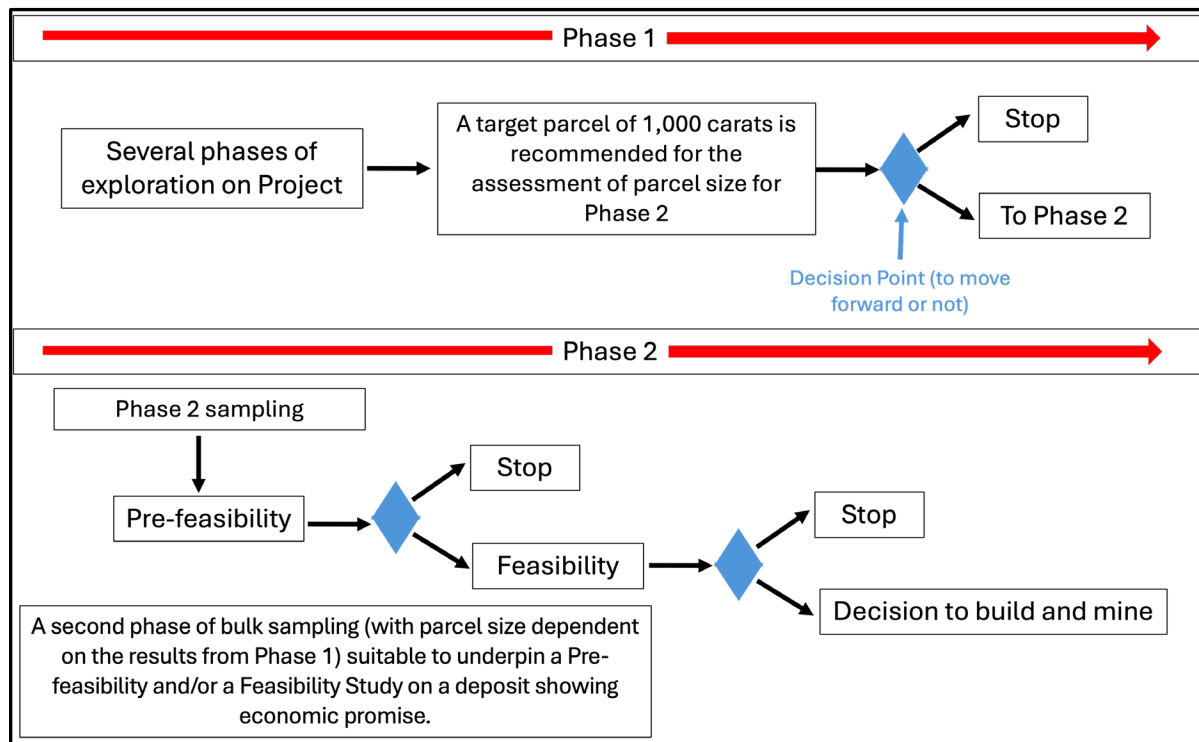 Phase 1
Several phases of
exploration on Project
A target parcel of 1,000 carats is
recommended for the
assessment of parcel size for
Phase 2
Stop
To Phase 2
Decision Point (to move
forward or not)
Phase 2
Phase 2 sampling
Pre-feasibility
Stop
Feasibility
Stop
Decision to build and mine
A second phase of bulk sampling (with parcel size dependent
on the results from Phase 1) suitable to underpin a Pre-
feasibility and/or a Feasibility Study on a deposit showing
economic promise.